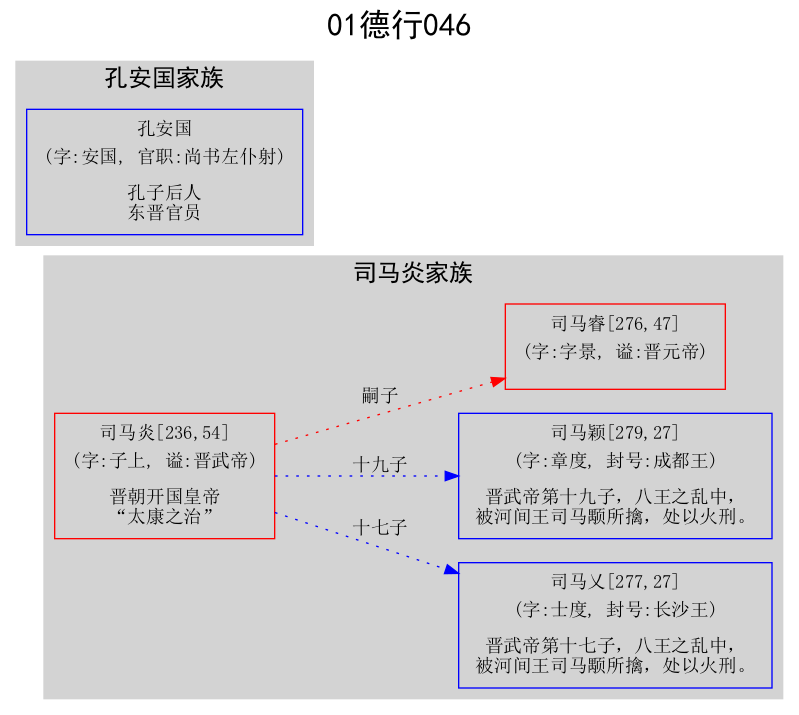 01德行046
孔安国家族
孔安国
(字:安国, 官职:尚书左仆射)
孔子后人
东晋官员
司马炎家族
司马睿[276,47]
(字:字景, 谥:晋元帝)
嗣子
司马炎[236,54]
(字:子上, 谥:晋武帝)
晋朝开国皇帝
“太康之治”
十九子
司马颖[279,27]
(字:章度, 封号:成都王)
晋武帝第十九子，八王之乱中，
被河间王司马颙所擒，处以火刑。
十七子
司马乂[277,27]
(字:士度, 封号:长沙王)
晋武帝第十七子，八王之乱中，
被河间王司马颙所擒，处以火刑。